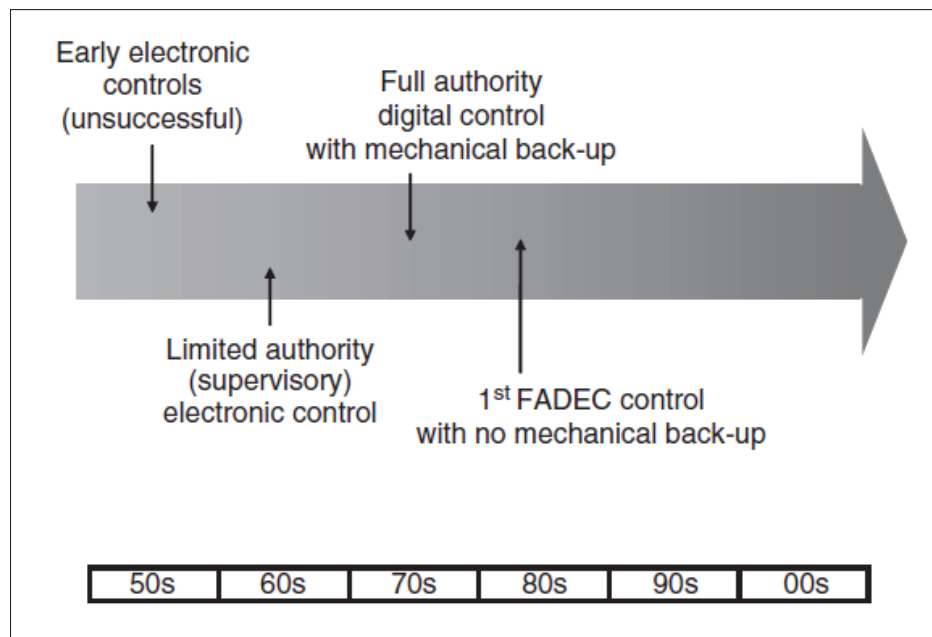 Early electronic
controls
(unsuccessful)
Full authority
digital control
with mechanical back-up
Limited authority
(supervisory)
electronic control
1st FADEC control
with no mechanical back-up
50s 60s 70s 80s 90s 00s